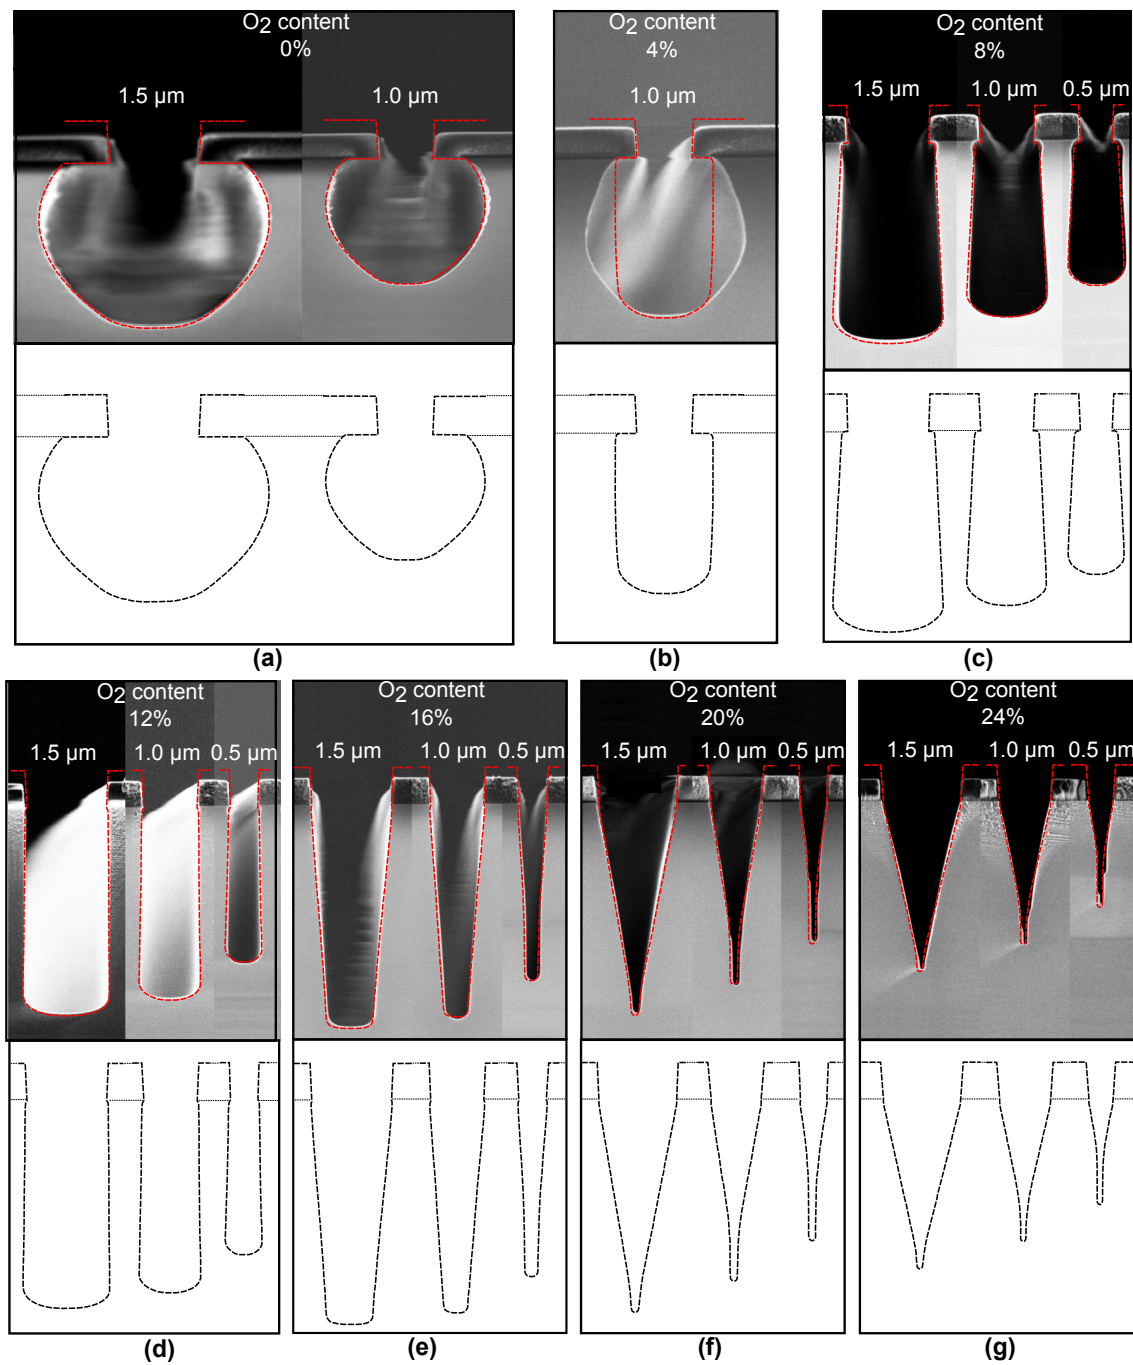 O2 content
0%
1.5 µm 1.0 µm
O2 content
4%
1.0 µm
O2 content
8%
1.5 µm 1.0 µm 0.5 µm
(a) (b) (c)
O2 content
12%
1.5 µm 1.0 µm 0.5 µm
O2 content
16%
1.5 µm 1.0 µm 0.5 µm
O2 content
20%
1.5 µm 1.0 µm 0.5 µm
O2 content
24%
1.5 µm 1.0 µm 0.5 µm
(d) (e) (f) (g)